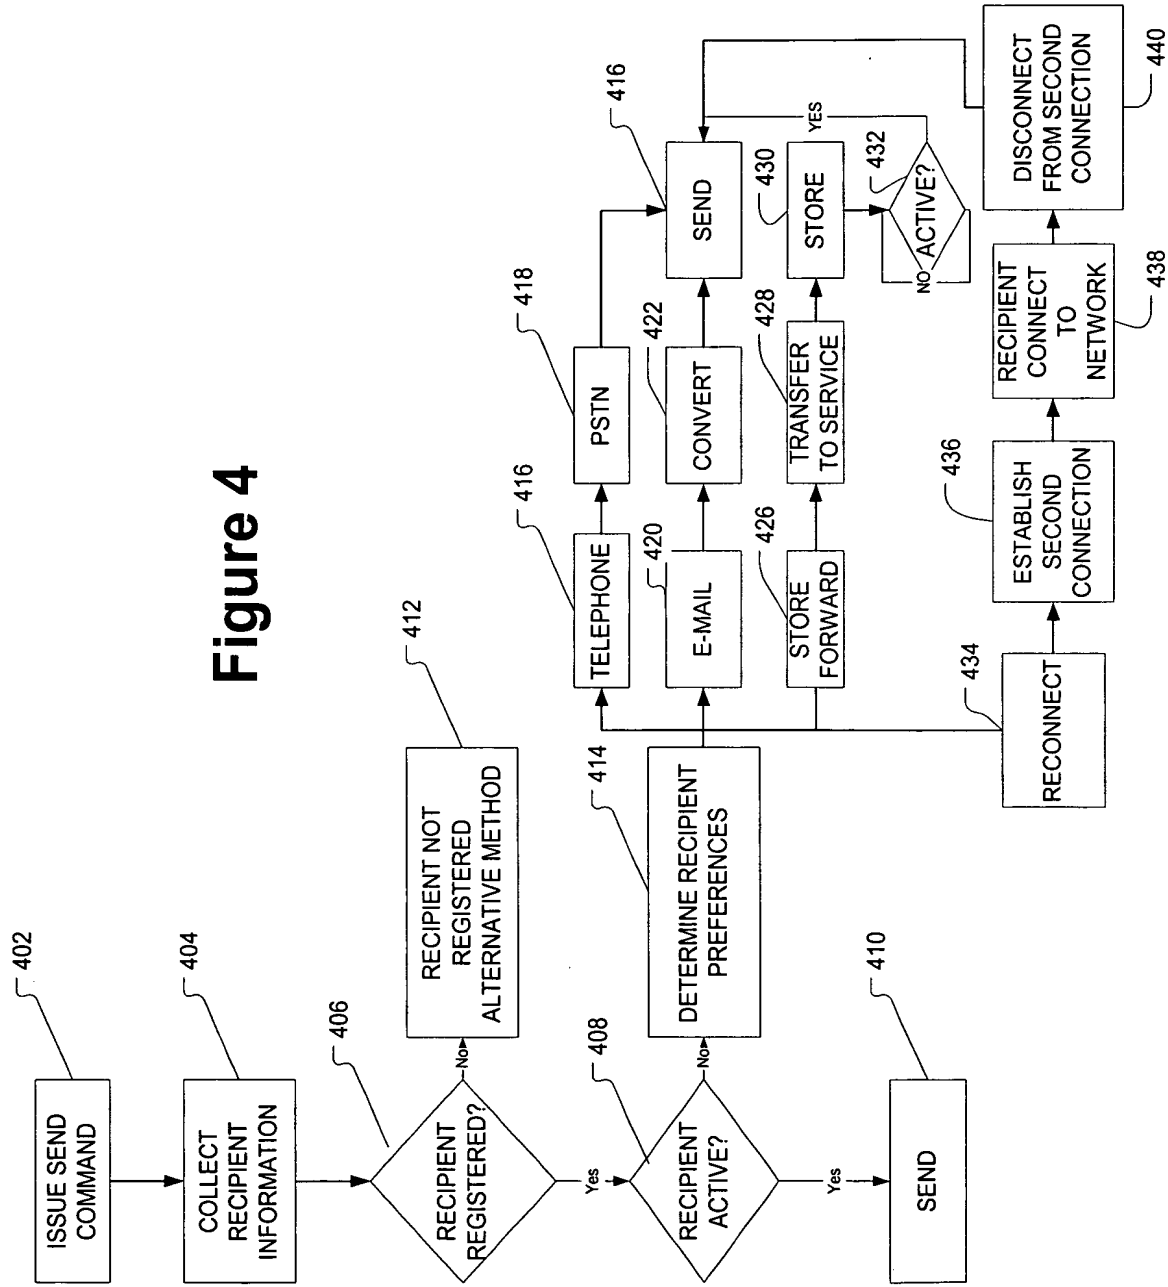 Figure 4
402
ISSUE SEND
COMMAND
404
COLLECT
RECIPIENT
INFORMATION
406
RECIPIENT
REGISTERED?
No
412
RECIPIENT NOT
REGISTERED
ALTERNATIVE METHOD
Yes
408
RECIPIENT
ACTIVE?
No
414
DETERMINE RECIPIENT
PREFERENCES
Yes
410
SEND
416
TELEPHONE
418
PSTN
416
SEND
420
E-MAIL
422
CONVERT
426
STORE
FORWARD
428
TRANSFER
TO SERVICE
430
STORE
432
ACTIVE?
NO
YES
434
RECONNECT
436
ESTABLISH
SECOND
CONNECTION
438
RECIPIENT
CONNECT
TO
NETWORK
440
DISCONNECT
FROM SECOND
CONNECTION